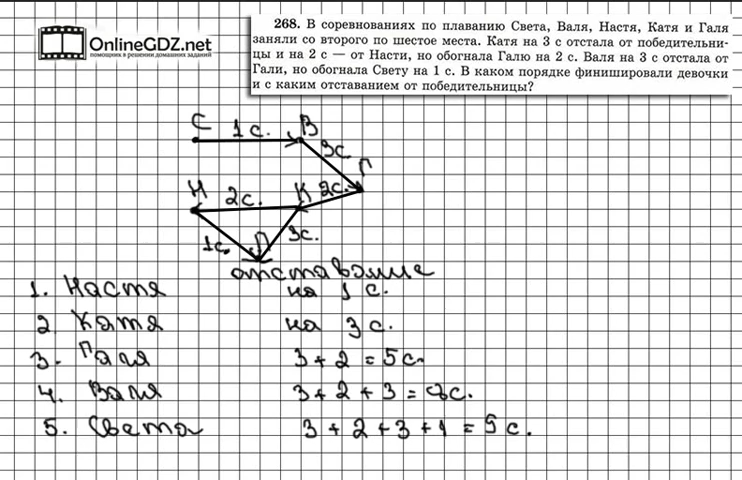 OnlineGDZ.net
помощник в решении домашних заданий
268. В соревнованиях по плаванию Света, Валя, Настя, Катя и Галя
заняли со второго по шестое места. Катя на 3 с отстала от победительни-
цы и на 2 с — от Насти, но обогнала Галю на 2 с. Валя на 3 с отстала от
Гали, но обогнала Свету на 1 с. В каком порядке финишировали девочки
и с каким отставанием от победительницы?
С 1 с. В
3с
Г
Н 2с. К 2с.
1с. П 3с.
отставание
1. Настя на 1 с.
2. Катя на 3 с.
3. Галя 3 + 2 = 5с.
4. Валя 3 + 2 + 3 = 8с.
5. Света 3 + 2 + 3 + 1 = 9 с.